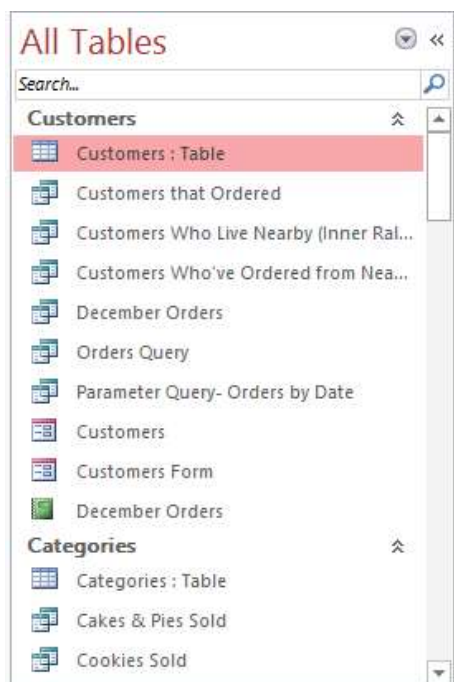 All Tables
Search...
Customers
Customers : Table
Customers that Ordered
Customers Who Live Nearby (Inner Ral...
Customers Who've Ordered from Nea...
December Orders
Orders Query
Parameter Query- Orders by Date
Customers
Customers Form
December Orders
Categories
Categories : Table
Cakes & Pies Sold
Cookies Sold